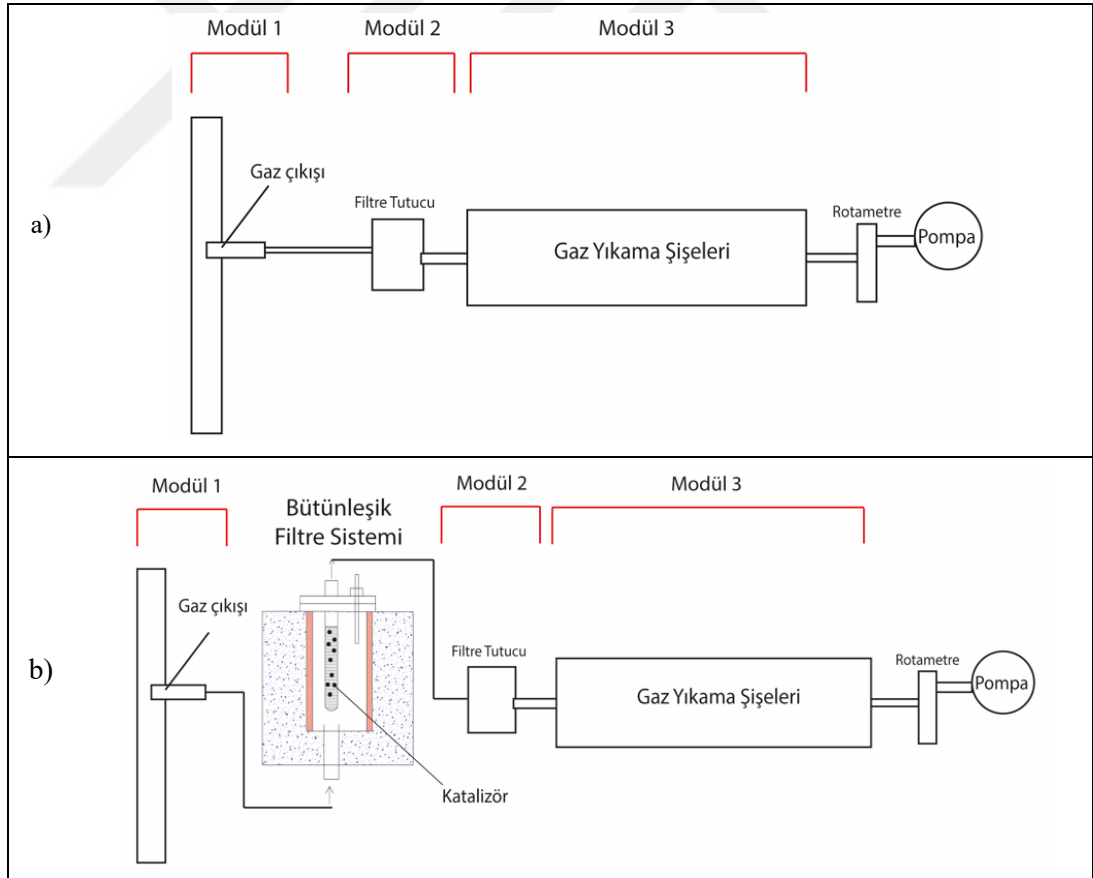 Modül 1
Modül 2
Modül 3
Gaz çıkışı
Filtre Tutucu
Rotametre
a)
Gaz Yıkama Şişeleri
Pompa
Modül 1
Modül 2
Modül 3
Bütünleşik
Filtre Sistemi
Gaz çıkışı
Filtre Tutucu
Rotametre
b)
Gaz Yıkama Şişeleri
Pompa
Katalizör